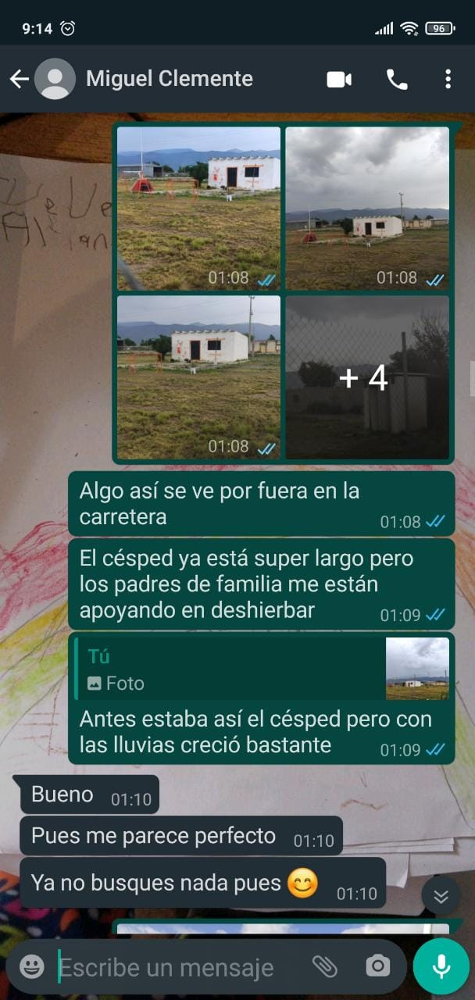 9:14
96
Miguel Clemente
01:08
01:08
01:08
+ 4
Algo así se ve por fuera en la
carretera
01:08
El césped ya está super largo pero
los padres de familia me están
apoyando en deshierbar
01:09
Tú
Foto
Antes estaba así el césped pero con
las lluvias creció bastante
01:09
Bueno 01:10
Pues me parece perfecto 01:10
Ya no busques nada pues 😊 01:10
Escribe un mensaje